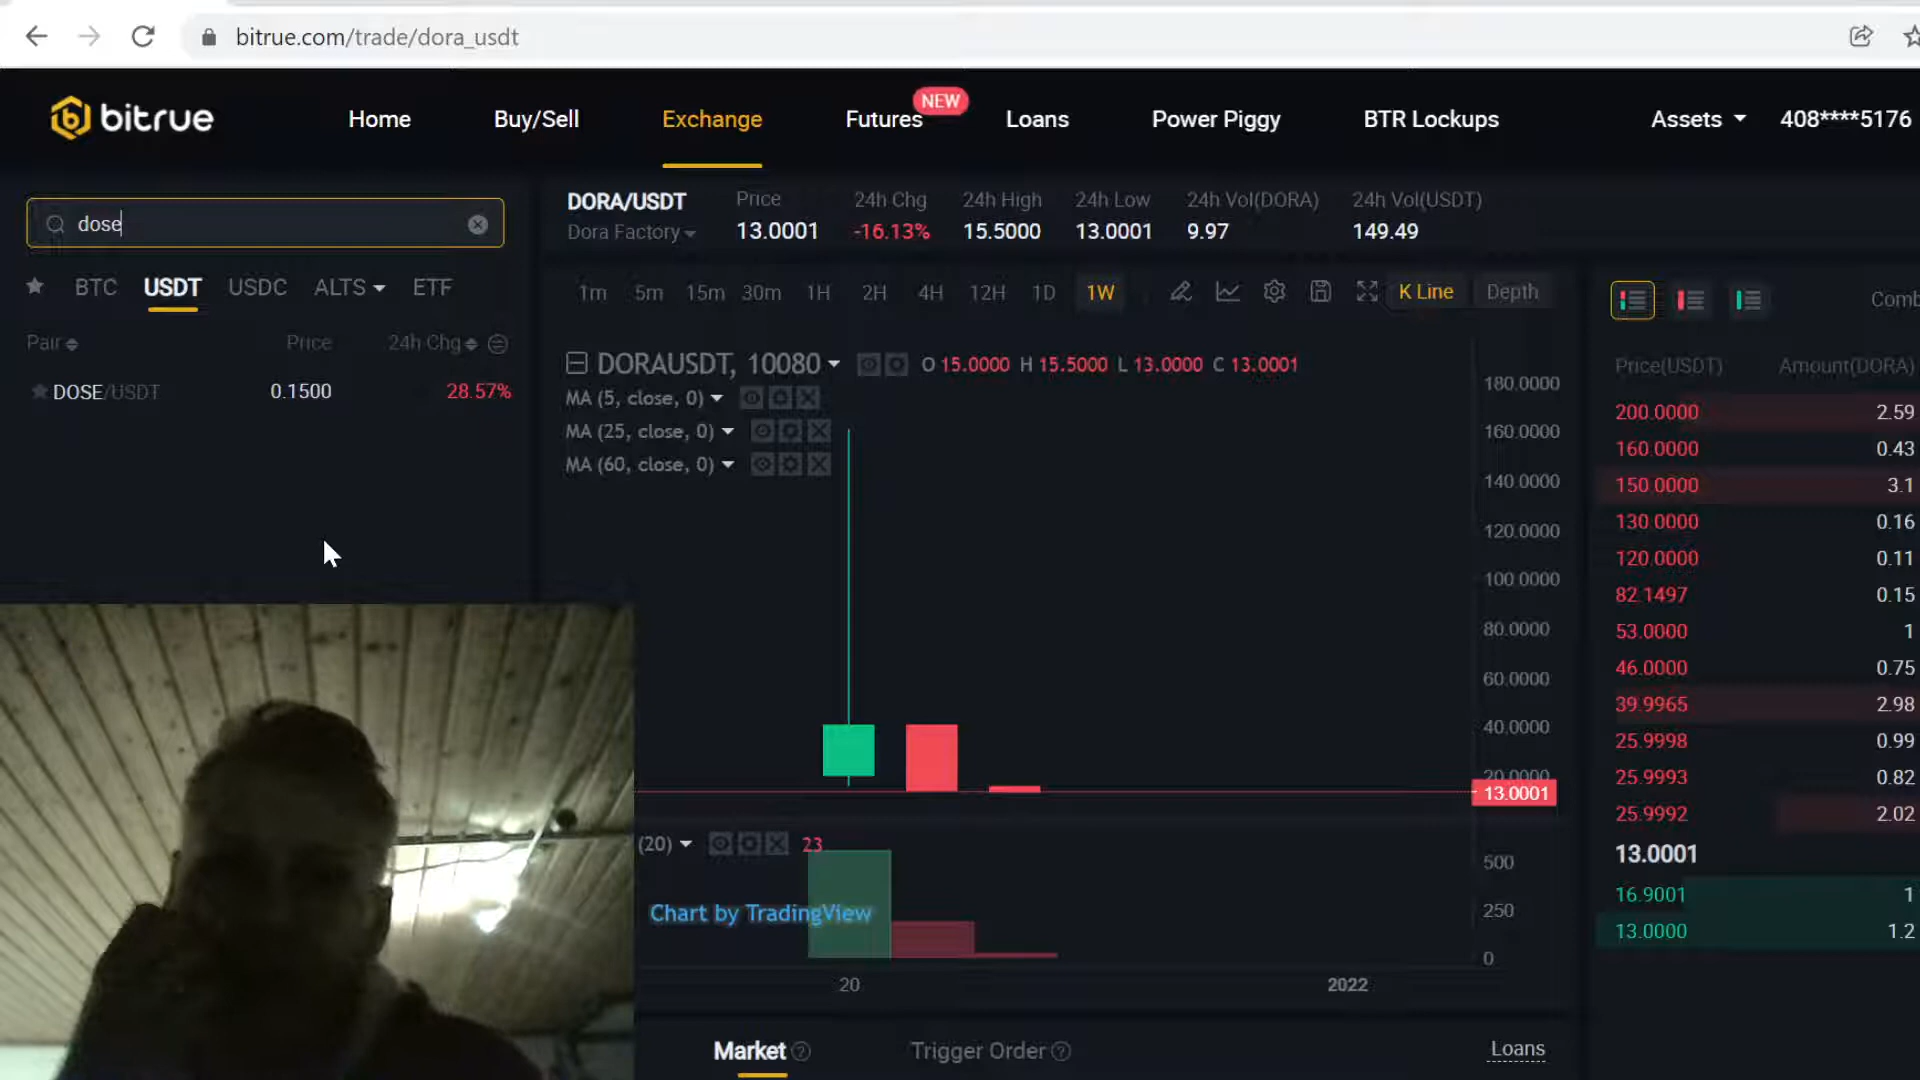 bitrue.com/trade/dora_usdt
bitrue
Home
Buy/Sell
Exchange
Futures
NEW
Loans
Power Piggy
BTR Lockups
Assets
408****5176
dose
BTC USDT USDC ALTS ETF
Pair Price 24h Chg
DOSE/USDT 0.1500 28.57%
DORA/USDT
Dora Factory
Price
13.0001
24h Chg
-16.13%
24h High
15.5000
24h Low
13.0001
24h Vol(DORA)
9.97
24h Vol(USDT)
149.49
1m 5m 15m 30m 1H 2H 4H 12H 1D 1W
K Line Depth
DORAUSDT, 10080 O 15.0000 H 15.5000 L 13.0000 C 13.0001
MA (5, close, 0)
MA (25, close, 0)
MA (60, close, 0)
180.0000
160.0000
140.0000
120.0000
100.0000
80.0000
60.0000
40.0000
20.0000
13.0001
(20) 23
500
250
0
Chart by TradingView
20 2022
Market
Trigger Order
Loans
Price(USDT) Amount(DORA)
200.0000 2.59
160.0000 0.43
150.0000 3.1
130.0000 0.16
120.0000 0.11
82.1497 0.15
53.0000 1
46.0000 0.75
39.9965 2.98
25.9998 0.99
25.9993 0.82
25.9992 2.02
13.0001
16.9001 1
13.0000 1.2